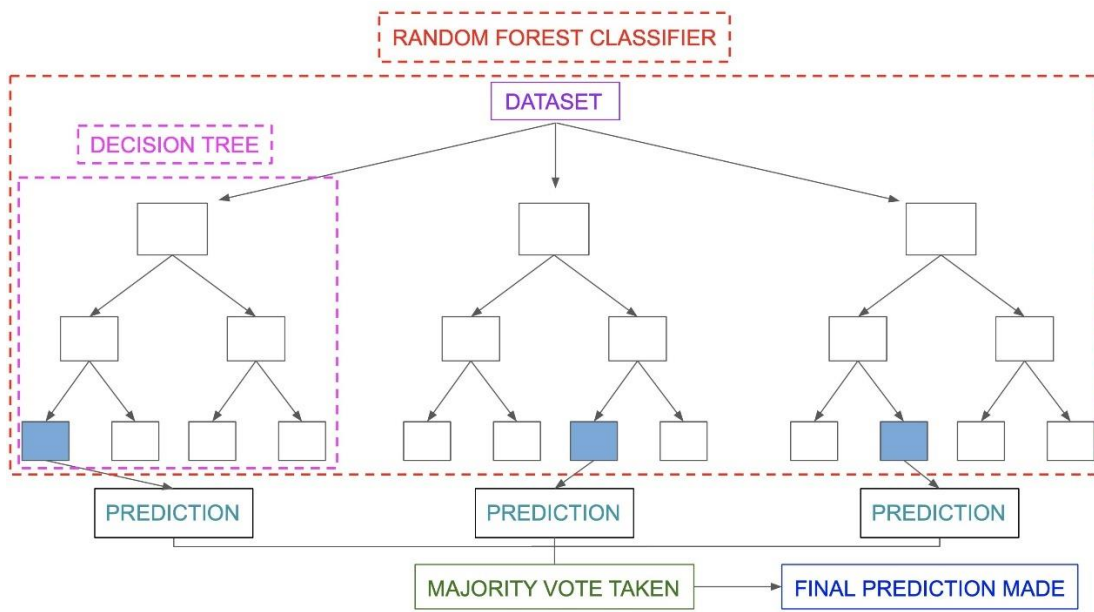 RANDOM FOREST CLASSIFIER
DATASET
DECISION TREE
PREDICTION
PREDICTION
PREDICTION
MAJORITY VOTE TAKEN
FINAL PREDICTION MADE